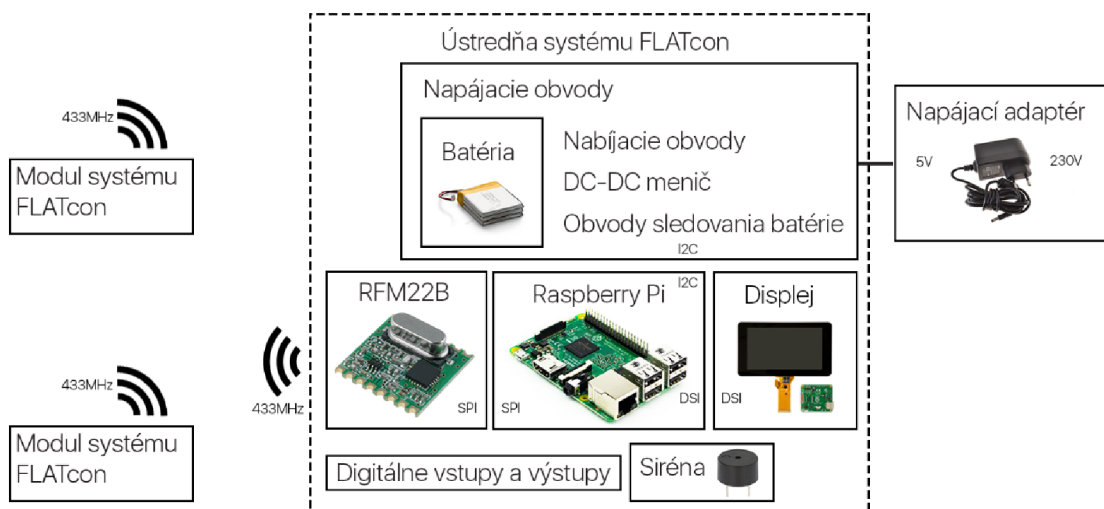 Ústredňa systému FLATcon
Napájacie obvody
Batéria
Nabíjacie obvody
DC-DC menič
Obvody sledovania batérie
I2C
Napájací adaptér
5V
230V
433MHz
Modul systému
FLATcon
433MHz
Modul systému
FLATcon
433MHz
RFM22B
SPI
Raspberry Pi
I2C
SPI
DSI
Displej
DSI
Digitálne vstupy a výstupy
Siréna